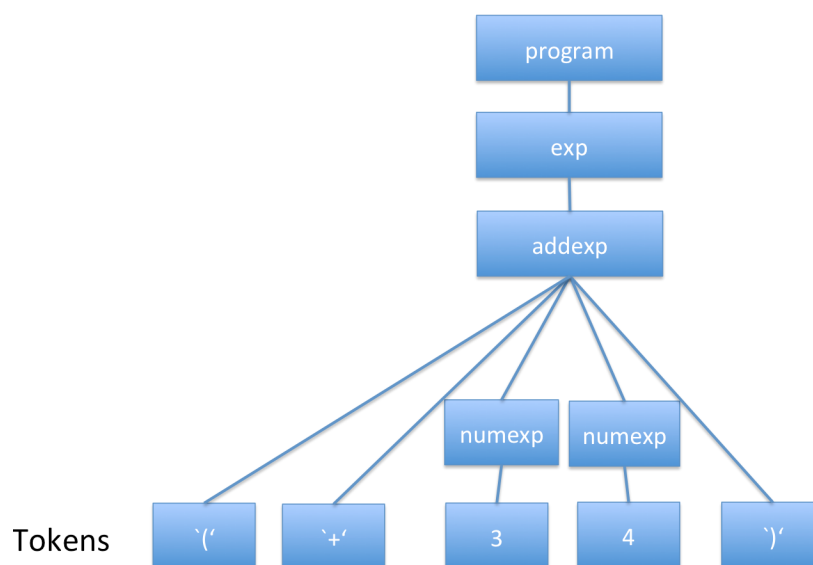 program
exp
addexp
numexp numexp
Tokens `(‘ `+‘ 3 4 `)‘